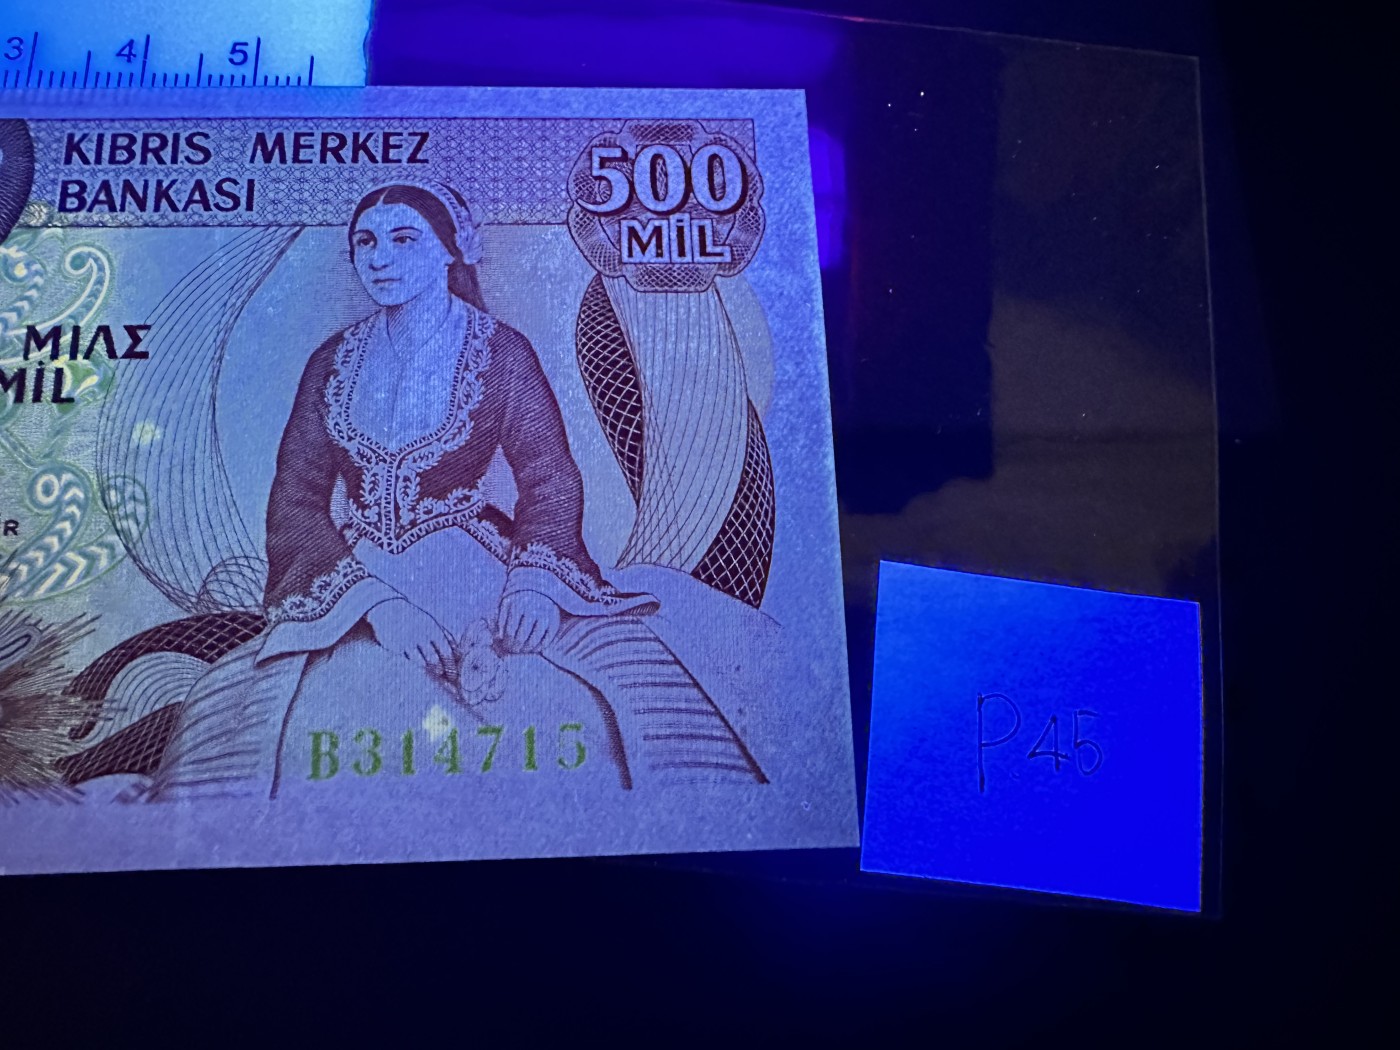 3 4 5
KIBRIS MERKEZ
BANKASI
500
MİL
ΜΙΛΣ
MİL
R
B314715
P45